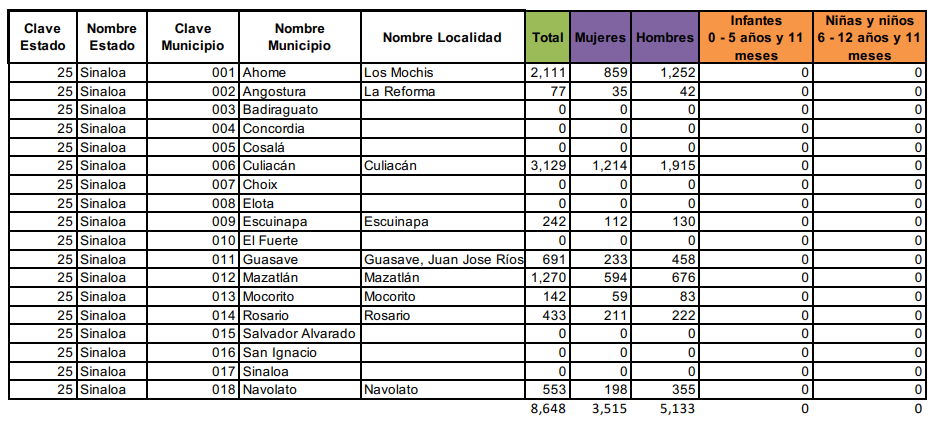 Clave Estado Nombre Estado Clave Municipio Nombre Municipio Nombre Localidad Total Mujeres Hombres Infantes 0 - 5 años y 11 meses Niñas y niños 6 - 12 años y 11 meses
25 Sinaloa 001 Ahome Los Mochis 2,111 859 1,252 0 0
25 Sinaloa 002 Angostura La Reforma 77 35 42 0 0
25 Sinaloa 003 Badiraguato 0 0 0 0 0
25 Sinaloa 004 Concordia 0 0 0 0 0
25 Sinaloa 005 Cosalá 0 0 0 0 0
25 Sinaloa 006 Culiacán Culiacán 3,129 1,214 1,915 0 0
25 Sinaloa 007 Choix 0 0 0 0 0
25 Sinaloa 008 Elota 0 0 0 0 0
25 Sinaloa 009 Escuinapa Escuinapa 242 112 130 0 0
25 Sinaloa 010 El Fuerte 0 0 0 0 0
25 Sinaloa 011 Guasave Guasave, Juan Jose Ríos 691 233 458 0 0
25 Sinaloa 012 Mazatlán Mazatlán 1,270 594 676 0 0
25 Sinaloa 013 Mocorito Mocorito 142 59 83 0 0
25 Sinaloa 014 Rosario Rosario 433 211 222 0 0
25 Sinaloa 015 Salvador Alvarado 0 0 0 0 0
25 Sinaloa 016 San Ignacio 0 0 0 0 0
25 Sinaloa 017 Sinaloa 0 0 0 0 0
25 Sinaloa 018 Navolato Navolato 553 198 355 0 0
8,648 3,515 5,133 0 0